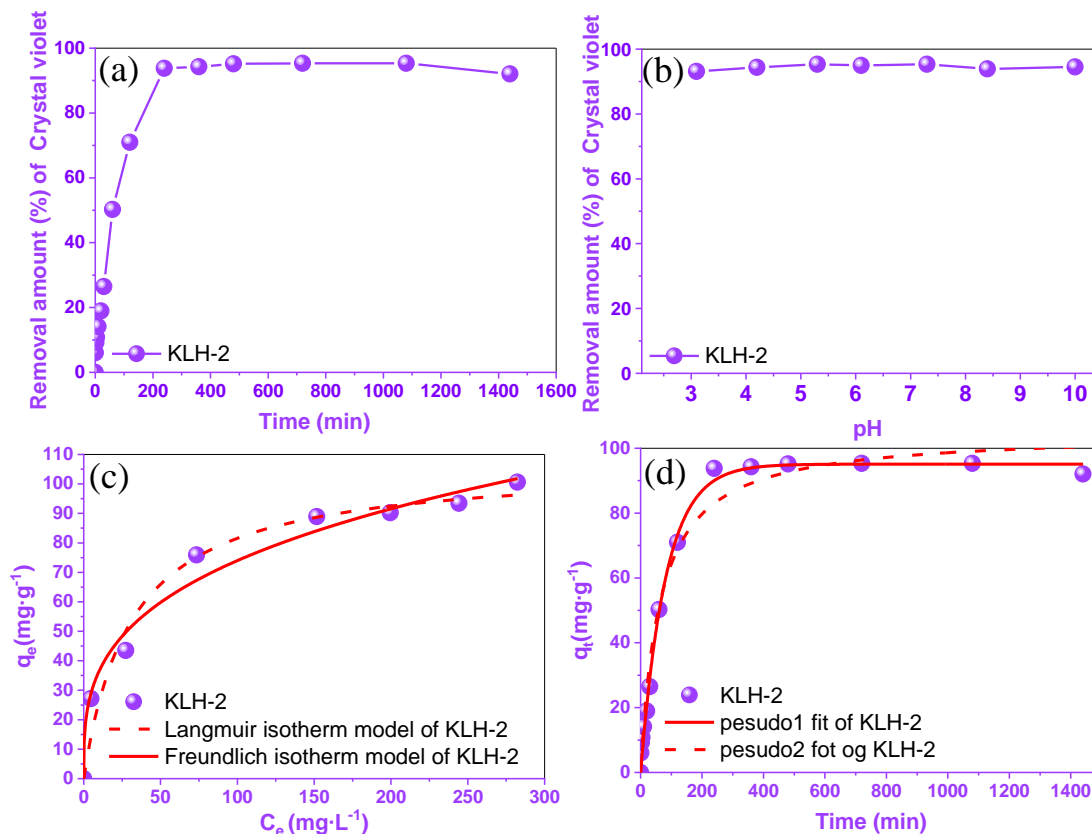 (a)
Removal amount (%) of Crystal violet
100
80
60
40
20
0
KLH-2
0 200 400 600 800 1000 1200 1400 1600
Time (min)
(b)
Removal amount (%) of Crystal violet
100
80
60
40
20
0
KLH-2
3 4 5 6 7 8 9 10
pH
(c)
qe(mg·g-1)
110
100
90
80
70
60
50
40
30
20
10
0
KLH-2
Langmuir isotherm model of KLH-2
Freundlich isotherm model of KLH-2
0 50 100 150 200 250 300
Ce (mg·L-1)
(d)
qt(mg·g-1)
100
80
60
40
20
0
KLH-2
pesudo1 fit of KLH-2
pesudo2 fot og KLH-2
0 200 400 600 800 1000 1200 1400
Time (min)